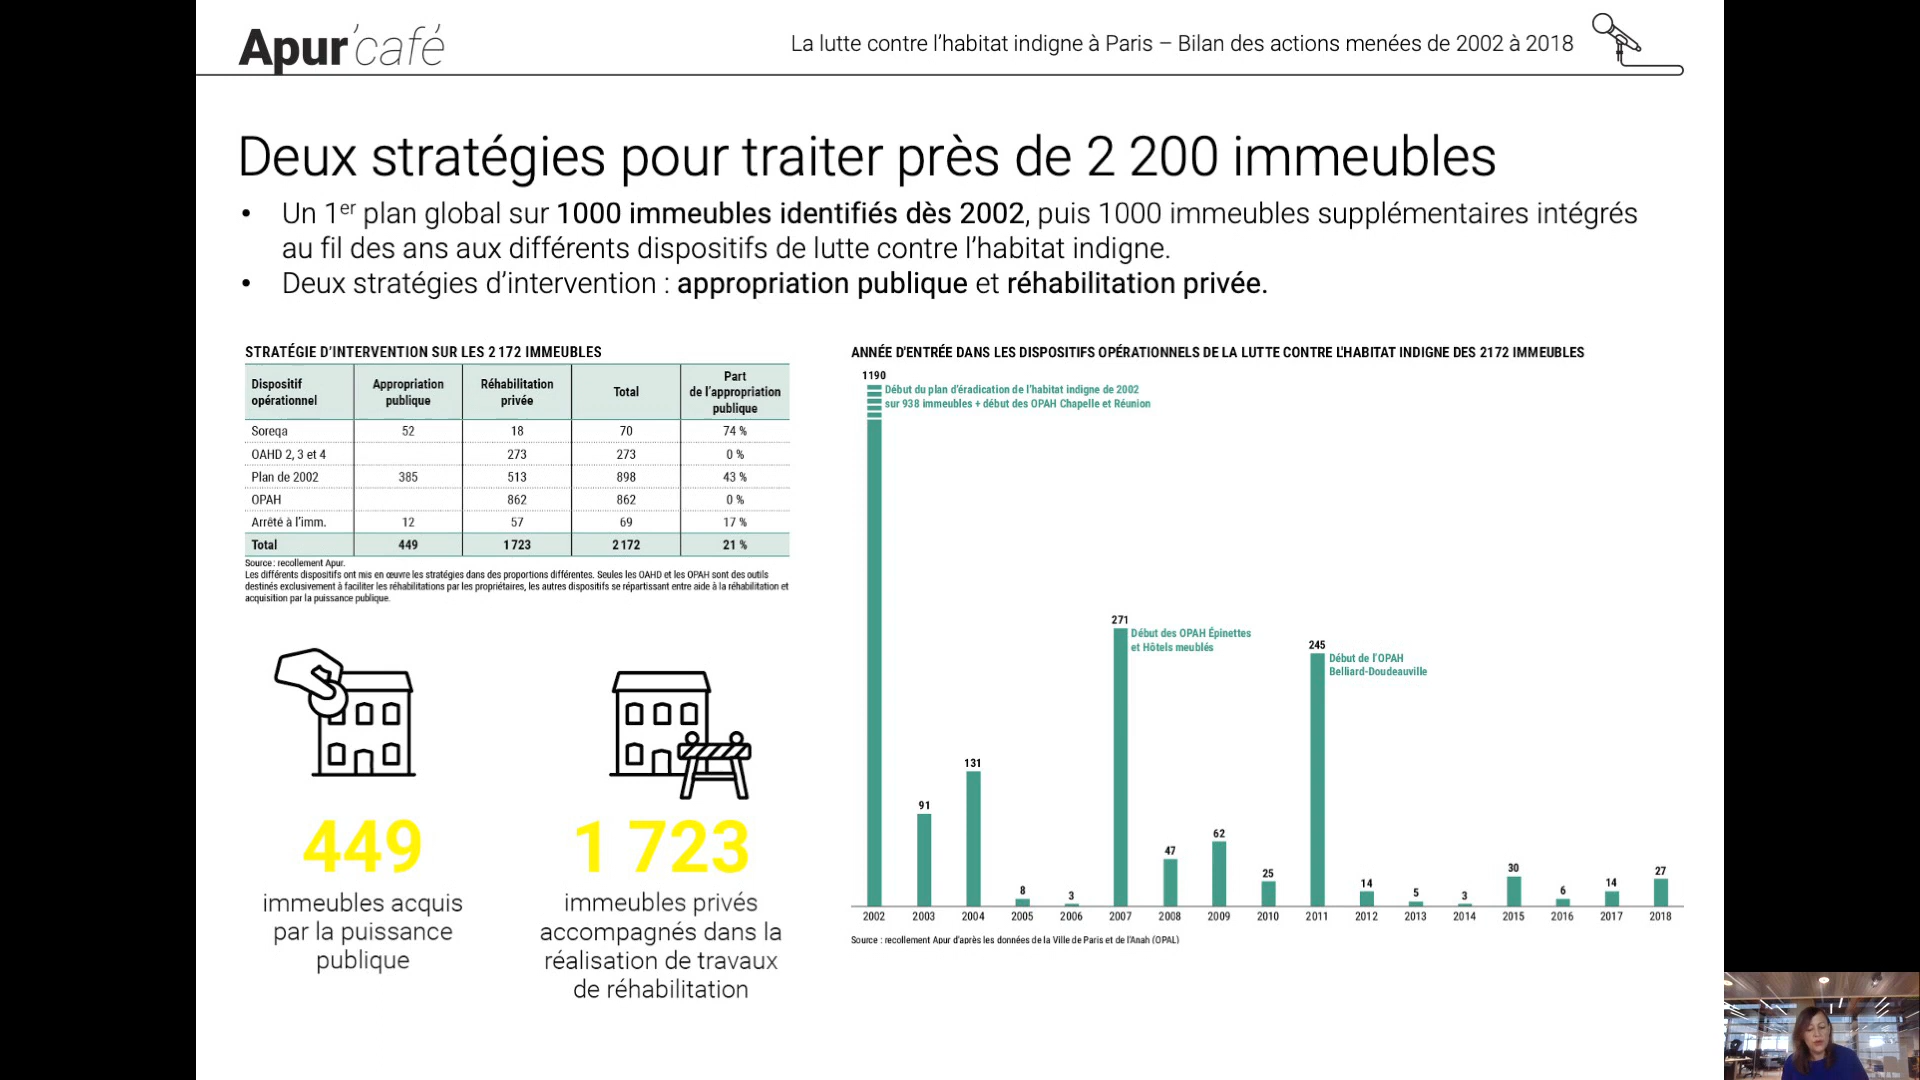 Apur'café
La lutte contre l'habitat indigne à Paris – Bilan des actions menées de 2002 à 2018
Deux stratégies pour traiter près de 2 200 immeubles
• Un 1er plan global sur 1000 immeubles identifiés dès 2002, puis 1000 immeubles supplémentaires intégrés
au fil des ans aux différents dispositifs de lutte contre l'habitat indigne.
• Deux stratégies d'intervention : appropriation publique et réhabilitation privée.
STRATÉGIE D'INTERVENTION SUR LES 2 172 IMMEUBLES
Dispositif opérationnel Appropriation publique Réhabilitation privée Total Part de l'appropriation publique
Soreqa 52 18 70 74 %
OAHD 2, 3 et 4 273 273 0 %
Plan de 2002 385 513 898 43 %
OPAH 862 862 0 %
Arrêté à l'imm. 12 57 69 17 %
Total 449 1723 2172 21 %
Source : recollement Apur.
Les différents dispositifs ont mis en œuvre les stratégies dans des proportions différentes. Seules les OAHD et les OPAH sont des outils
destinés exclusivement à faciliter les réhabilitations par les propriétaires, les autres dispositifs se répartissant entre aide à la réhabilitation et
acquisition par la puissance publique.
449
immeubles acquis
par la puissance
publique
1 723
immeubles privés
accompagnés dans la
réalisation de travaux
de réhabilitation
ANNÉE D'ENTRÉE DANS LES DISPOSITIFS OPÉRATIONNELS DE LA LUTTE CONTRE L'HABITAT INDIGNE DES 2172 IMMEUBLES
1190
Début du plan d'éradication de l'habitat indigne de 2002
sur 938 immeubles + début des OPAH Chapelle et Réunion
91
131
8
3
271
Début des OPAH Épinettes
et Hôtels meublés
47
62
25
245
Début de l'OPAH
Belliard-Doudeauville
14
5
3
30
6
14
27
2002 2003 2004 2005 2006 2007 2008 2009 2010 2011 2012 2013 2014 2015 2016 2017 2018
Source : recollement Apur d'après les données de la Ville de Paris et de l'Anah (OPAL)